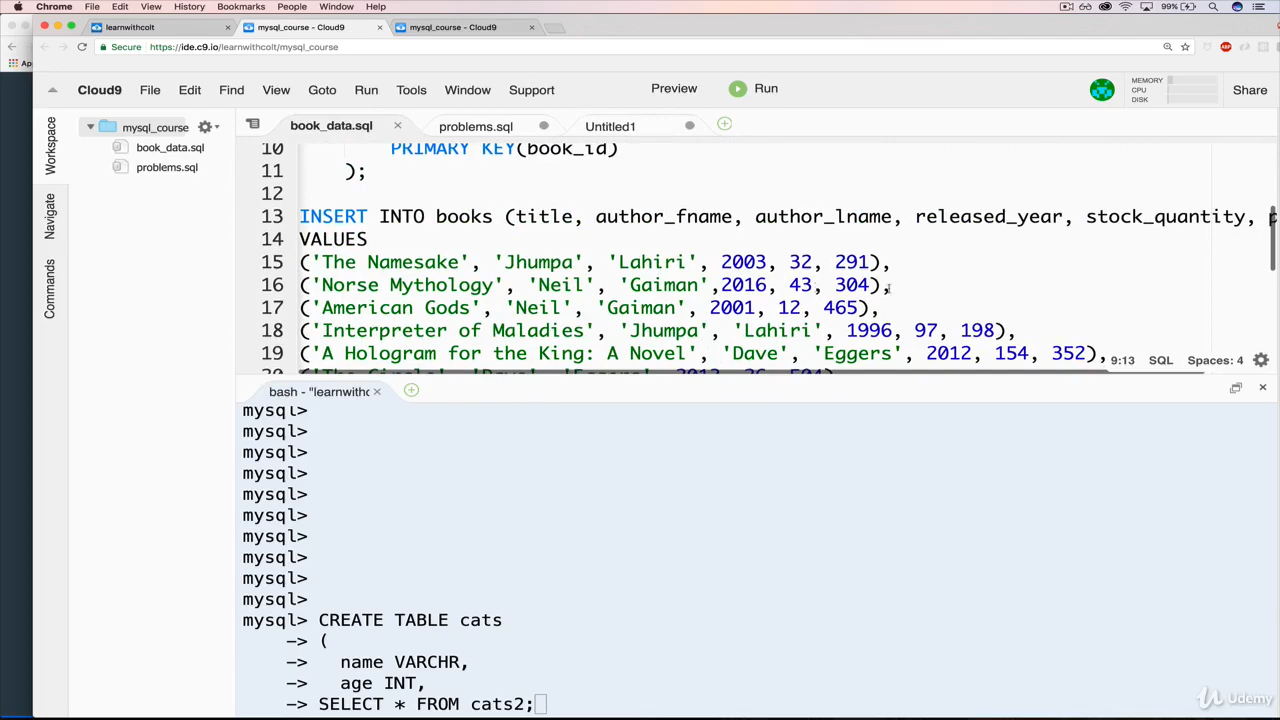 Chrome File Edit View History Bookmarks People Window Help 99%
learnwithcolt mysql_course - Cloud9 mysql_course - Cloud9
Secure https://ide.c9.io/learnwithcolt/mysql_course ABP
Cloud9 File Edit Find View Goto Run Tools Window Support Preview Run MEMORY Share
CPU
DISK
mysql_course book_data.sql problems.sql Untitled1
book_data.sql
problems.sql
Workspace
Navigate
Commands
10 PRIMARY KEY(book_id)
11 );
12
13 INSERT INTO books (title, author_fname, author_lname, released_year, stock_quantity, p
14 VALUES
15 ('The Namesake', 'Jhumpa', 'Lahiri', 2003, 32, 291),
16 ('Norse Mythology', 'Neil', 'Gaiman',2016, 43, 304),
17 ('American Gods', 'Neil', 'Gaiman', 2001, 12, 465),
18 ('Interpreter of Maladies', 'Jhumpa', 'Lahiri', 1996, 97, 198),
19 ('A Hologram for the King: A Novel', 'Dave', 'Eggers', 2012, 154, 352),
9:13 SQL Spaces: 4
bash - "learnwithc
mysql>
mysql>
mysql>
mysql>
mysql>
mysql>
mysql>
mysql>
mysql>
mysql>
mysql> CREATE TABLE cats
-> (
-> name VARCHR,
-> age INT,
-> SELECT * FROM cats2;
Udemy